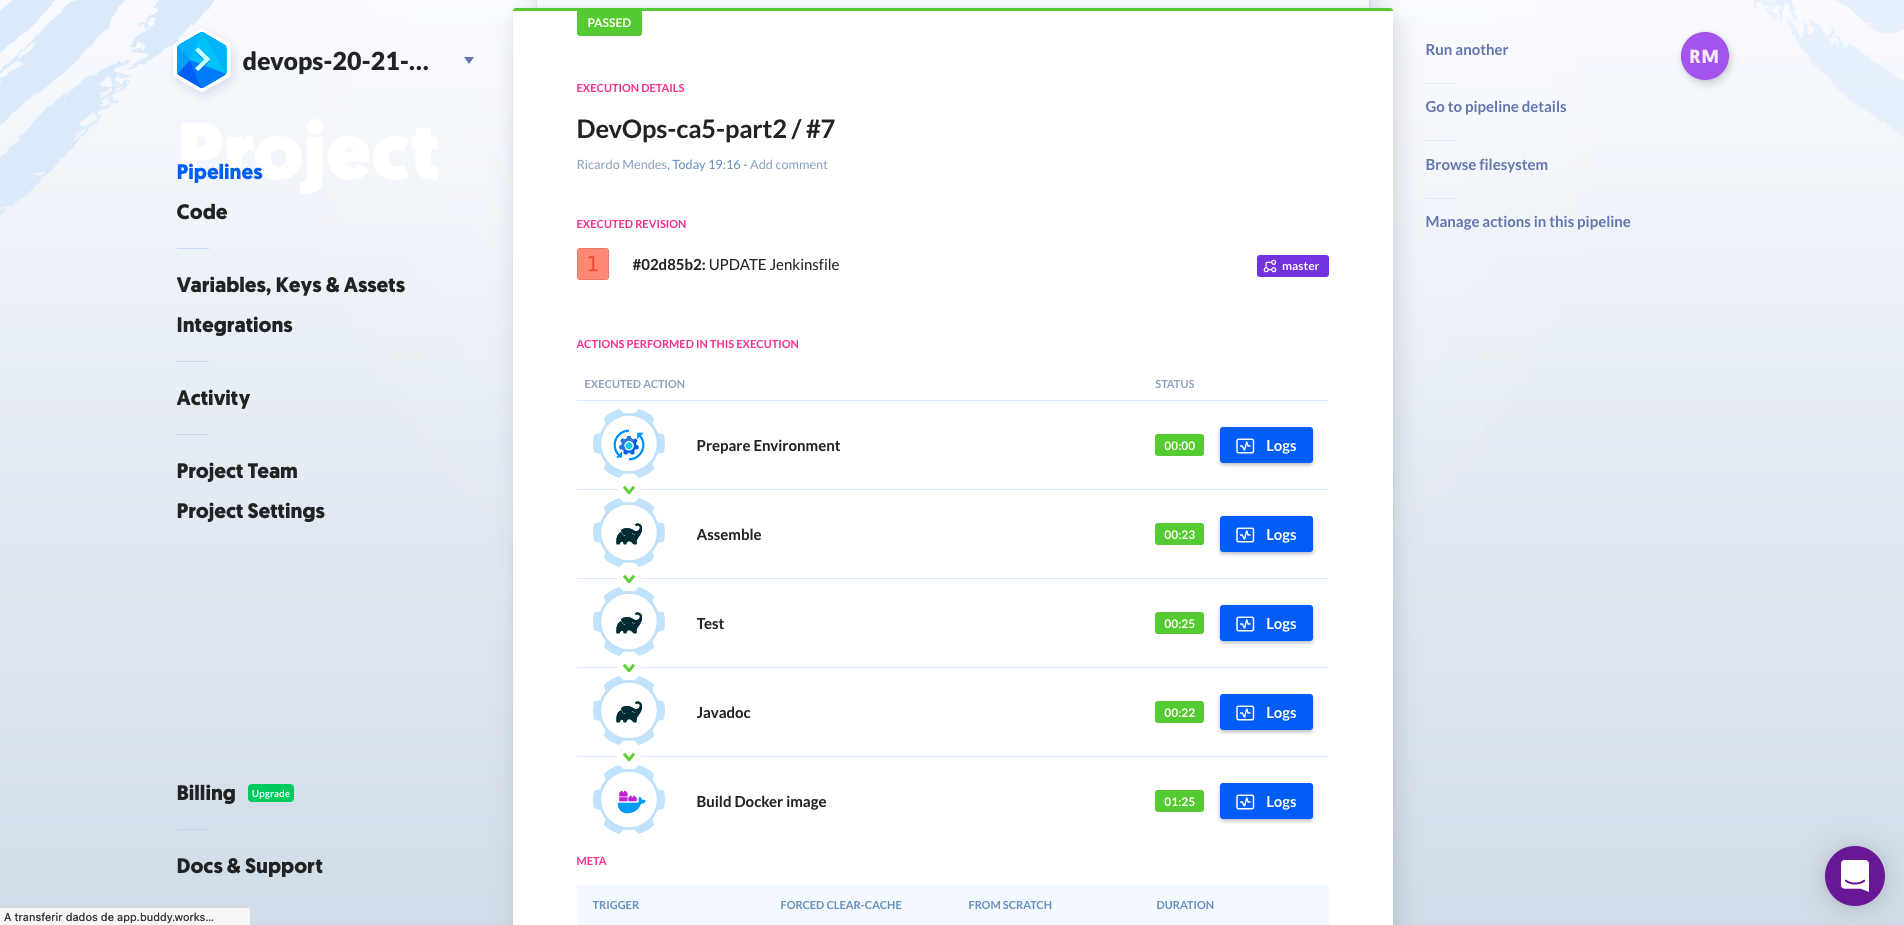 devops-20-21-...
Project
Pipelines
Code
Variables, Keys & Assets
Integrations
Activity
Project Team
Project Settings
Billing Upgrade
Docs & Support
A transferir dados de app.buddy.works...
PASSED
EXECUTION DETAILS
DevOps-ca5-part2 / #7
Ricardo Mendes, Today 19:16 - Add comment
EXECUTED REVISION
1 #02d85b2: UPDATE Jenkinsfile master
ACTIONS PERFORMED IN THIS EXECUTION
EXECUTED ACTION STATUS
Prepare Environment 00:00 Logs
Assemble 00:23 Logs
Test 00:25 Logs
Javadoc 00:22 Logs
Build Docker image 01:25 Logs
META
TRIGGER FORCED CLEAR-CACHE FROM SCRATCH DURATION
Run another
RM
Go to pipeline details
Browse filesystem
Manage actions in this pipeline